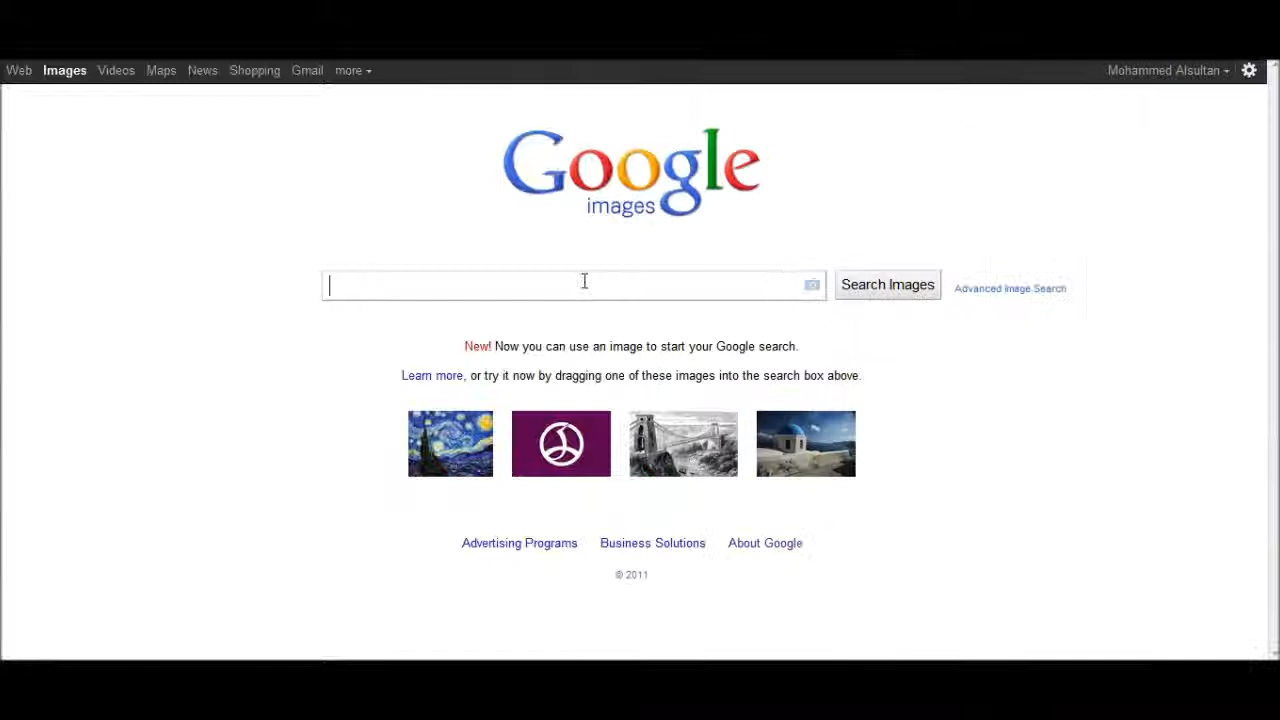 Web Images Videos Maps News Shopping Gmail more Mohammed Alsultan
Google
images
Search Images Advanced Image Search
New! Now you can use an image to start your Google search.
Learn more, or try it now by dragging one of these images into the search box above.
Advertising Programs Business Solutions About Google
© 2011